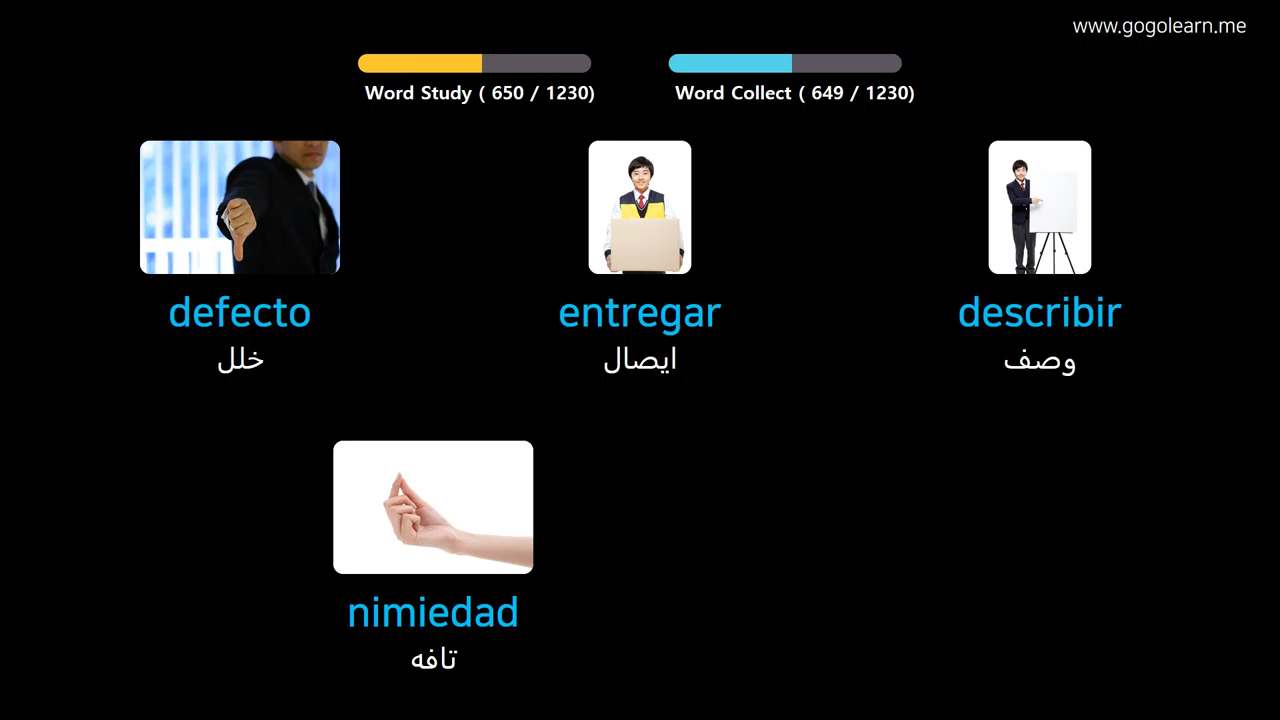 www.gogolearn.me
Word Study ( 650 / 1230)
Word Collect ( 649 / 1230)
defecto
خلل
entregar
ايصال
describir
وصف
nimiedad
تافه